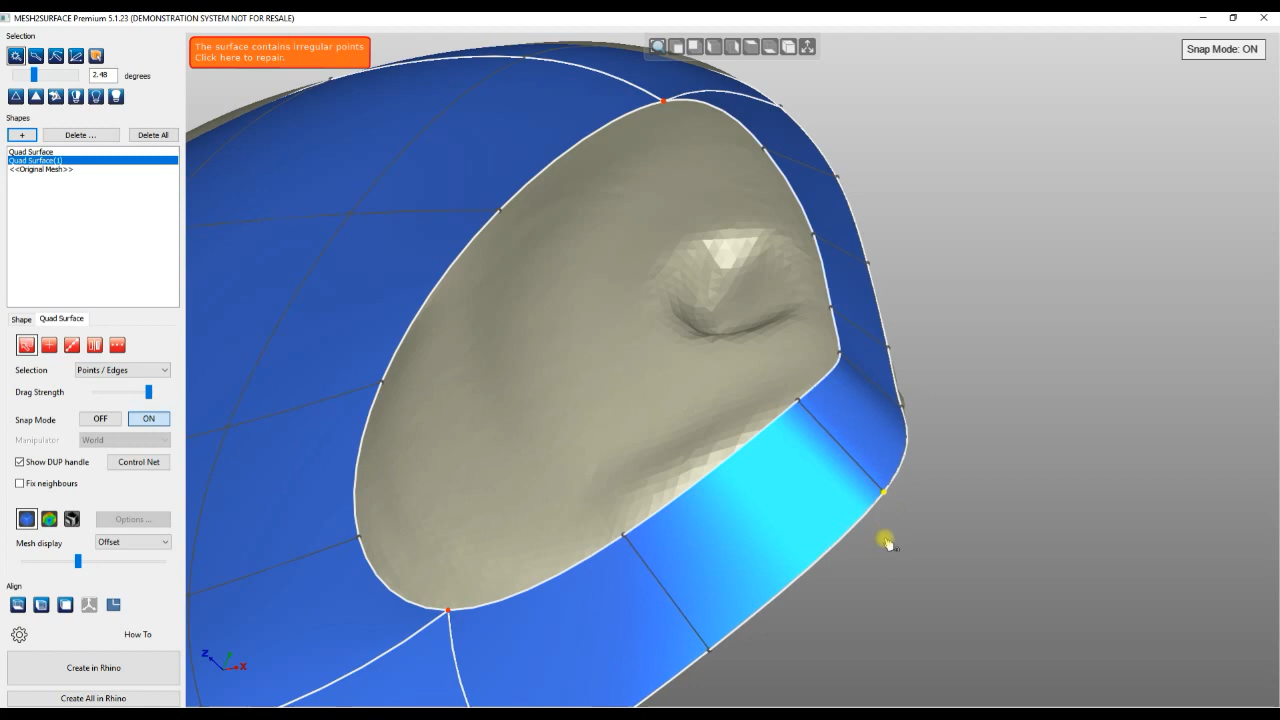 MESH2SURFACE Premium 5.1.23 (DEMONSTRATION SYSTEM NOT FOR RESALE)
Selection
2.48
degrees
Shapes
+
Delete ...
Delete All
Quad Surface
Quad Surface(1)
<<Original Mesh>>
Shape
Quad Surface
Selection
Points / Edges
Drag Strength
Snap Mode
OFF
ON
Manipulator
World
Show DUP handle
Control Net
Fix neighbours
Options ...
Mesh display
Offset
Align
How To
Create in Rhino
Create All in Rhino
The surface contains irregular points
Click here to repair.
Snap Mode: ON
Z
Y
X